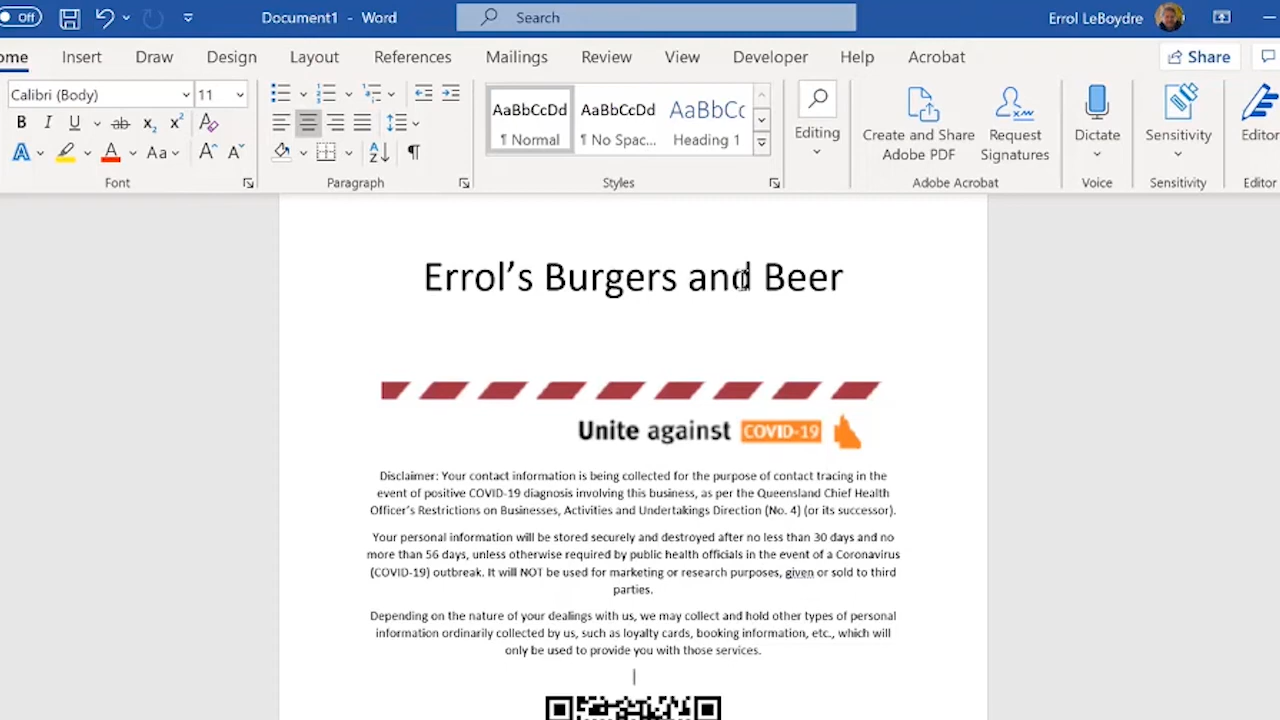 Off Document1 - Word Search Errol LeBoydre
ome Insert Draw Design Layout References Mailings Review View Developer Help Acrobat Share
Calibri (Body) 11
AaBbCcDd AaBbCcDd AaBbCc
¶ Normal ¶ No Spac... Heading 1
Editing
Create and Share Adobe PDF
Request Signatures
Dictate
Sensitivity
Editor
B I U ab x₂ x² A
A A Aa A A A Z ¶
Font Paragraph Styles Adobe Acrobat Voice Sensitivity Editor
Errol's Burgers and Beer
Unite against COVID-19
Disclaimer: Your contact information is being collected for the purpose of contact tracing in the
event of positive COVID-19 diagnosis involving this business, as per the Queensland Chief Health
Officer's Restrictions on Businesses, Activities and Undertakings Direction (No. 4) (or its successor).
Your personal information will be stored securely and destroyed after no less than 30 days and no
more than 56 days, unless otherwise required by public health officials in the event of a Coronavirus
(COVID-19) outbreak. It will NOT be used for marketing or research purposes, given or sold to third
parties.
Depending on the nature of your dealings with us, we may collect and hold other types of personal
information ordinarily collected by us, such as loyalty cards, booking information, etc., which will
only be used to provide you with those services.